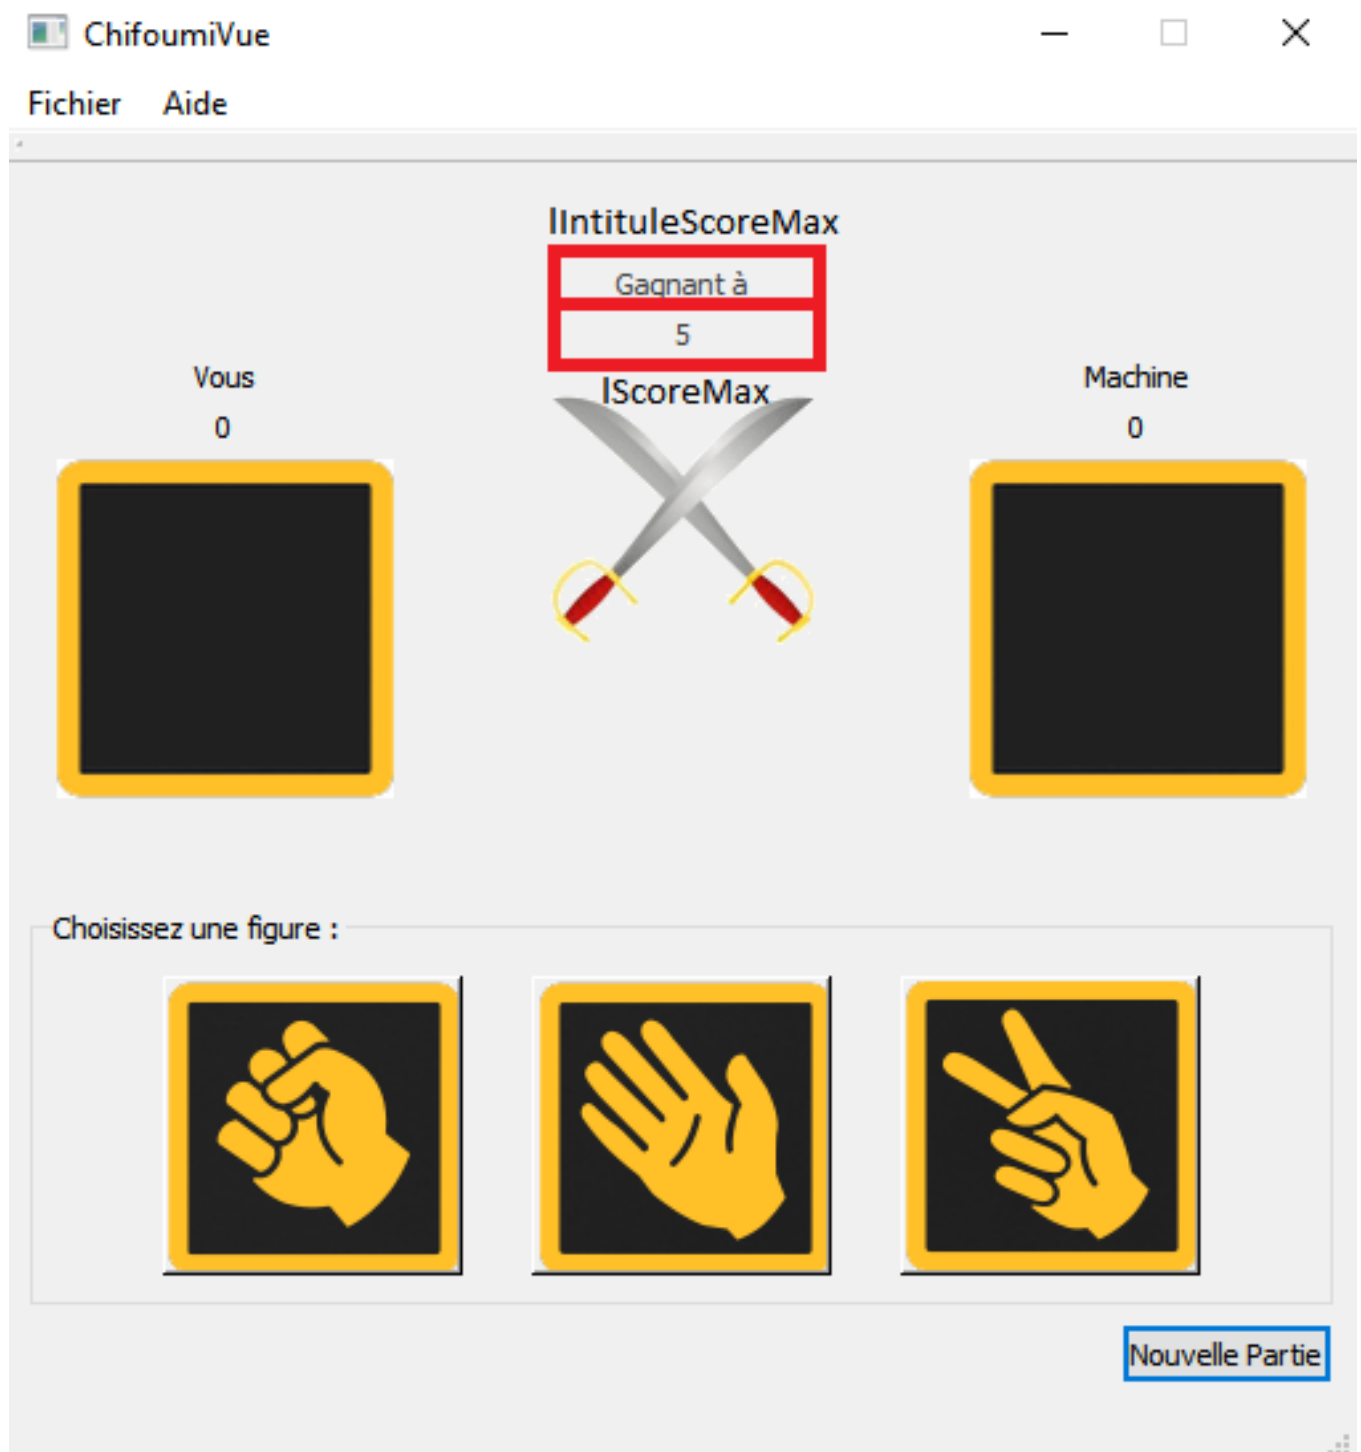 ChifoumiVue
Fichier Aide
lIntituleScoreMax
Gagnant à
5
lScoreMax
Vous
0
Machine
0
Choisissez une figure :
Nouvelle Partie